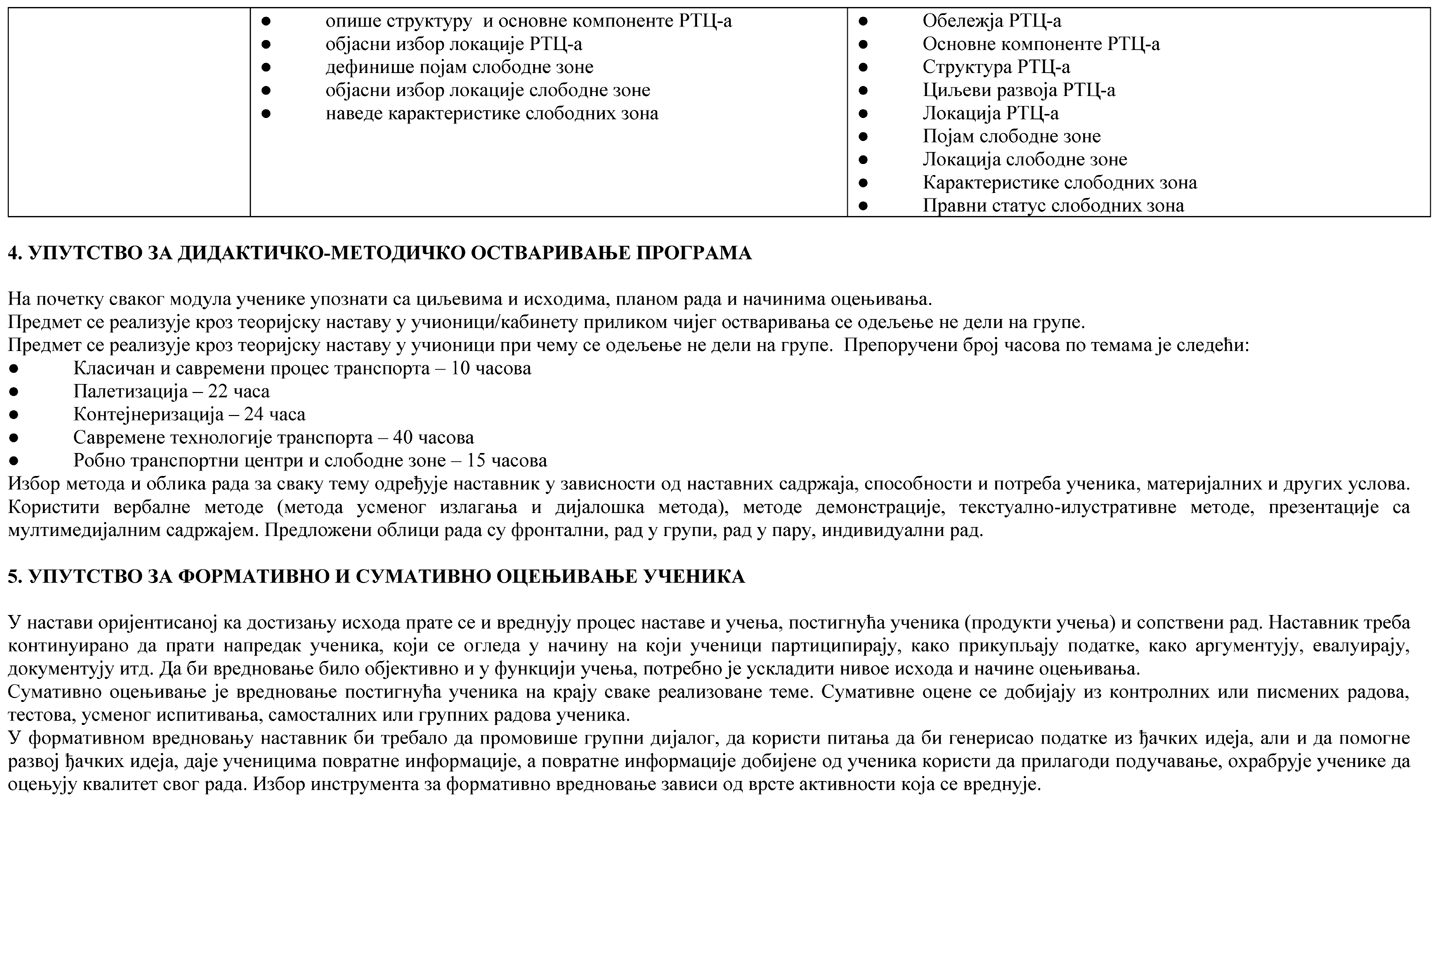 ● опише структуру  и основне компоненте РТЦ-а
● објасни избор локације РТЦ-а
● дефинише појам слободне зоне
● објасни избор локације слободне зоне
● наведе карактеристике слободних зона
● Обележја РТЦ-а
● Основне компоненте РТЦ-а
● Структура РТЦ-а
● Циљеви развоја РТЦ-а
● Локација РТЦ-а
● Појам слободне зоне
● Локација слободне зоне
● Карактеристике слободних зона
● Правни статус слободних зона
4. УПУТСТВО ЗА ДИДАКТИЧКО-МЕТОДИЧКО ОСТВАРИВАЊЕ ПРОГРАМА
На почетку сваког модула ученике упознати са циљевима и исходима, планом рада и начинима оцењивања.
Предмет се реализује кроз теоријску наставу у учионици/кабинету приликом чијег остваривања се одељење не дели на групе.
Предмет се реализује кроз теоријску наставу у учионици при чему се одељење не дели на групе.  Препоручени број часова по темама је следећи:
● Класичан и савремени процес транспорта – 10 часова
● Палетизација – 22 часа
● Контејнеризација – 24 часа
● Савремене технологије транспорта – 40 часова
● Робно транспортни центри и слободне зоне – 15 часова
Избор метода и облика рада за сваку тему одређује наставник у зависности од наставних садржаја, способности и потреба ученика, материјалних и других услова.
Користити вербалне методе (метода усменог излагања и дијалошка метода), методе демонстрације, текстуално-илустративне методе, презентације са
мултимедијалним садржајем. Предложени облици рада су фронтални, рад у групи, рад у пару, индивидуални рад.
5. УПУТСТВО ЗА ФОРМАТИВНО И СУМАТИВНО ОЦЕЊИВАЊЕ УЧЕНИКА
У настави оријентисаној ка достизању исхода прате се и вреднују процес наставе и учења, постигнућа ученика (продукти учења) и сопствени рад. Наставник треба
континуирано да прати напредак ученика, који се огледа у начину на који ученици партиципирају, како прикупљају податке, како аргументују, евалуирају,
документују итд. Да би вредновање било објективно и у функцији учења, потребно је ускладити нивое исхода и начине оцењивања.
Сумативно оцењивање је вредновање постигнућа ученика на крају сваке реализоване теме. Сумативне оцене се добијају из контролних или писмених радова,
тестова, усменог испитивања, самосталних или групних радова ученика.
У формативном вредновању наставник би требало да промовише групни дијалог, да користи питања да би генерисао податке из ђачких идеја, али и да помогне
развој ђачких идеја, даје ученицима повратне информације, а повратне информације добијене од ученика користи да прилагоди подучавање, охрабрује ученике да
оцењују квалитет свог рада. Избор инструмента за формативно вредновање зависи од врсте активности која се вреднује.